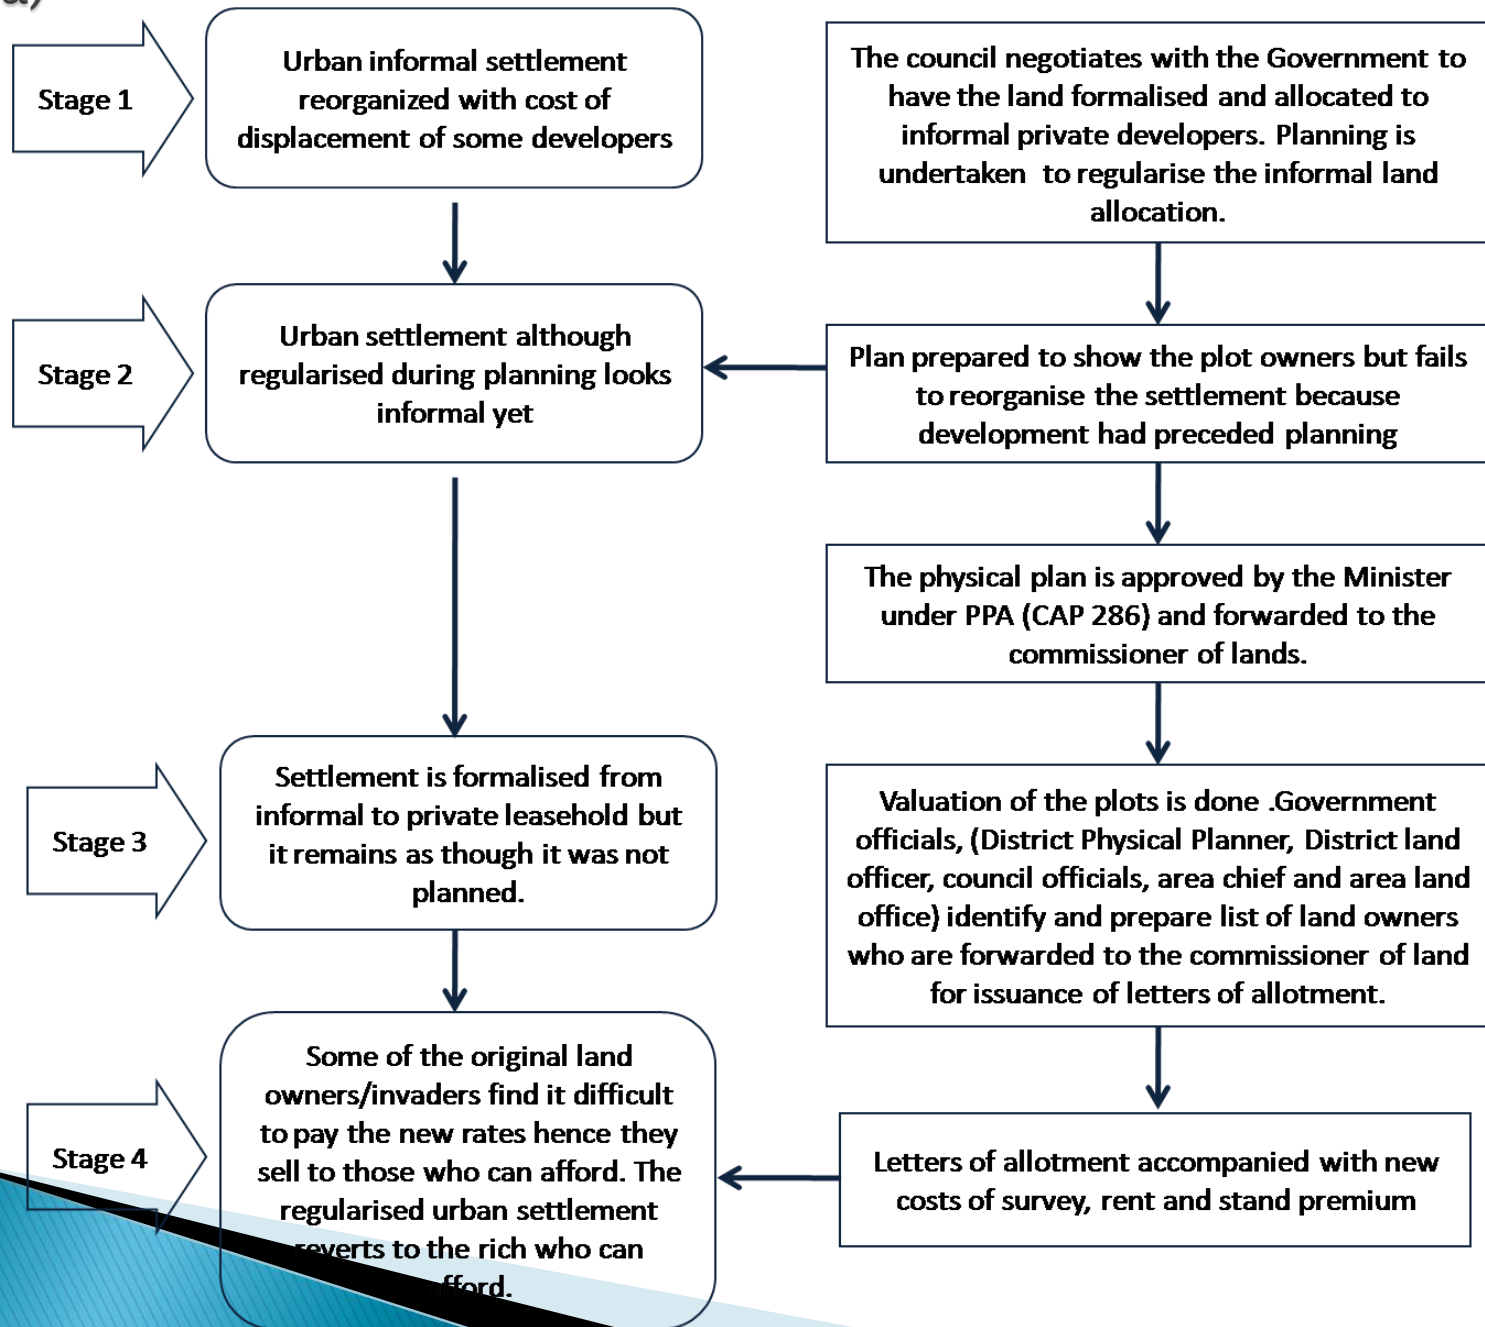 a)
Stage 1
Urban informal settlement
reorganized with cost of
displacement of some developers
The council negotiates with the Government to
have the land formalised and allocated to
informal private developers. Planning is
undertaken to regularise the informal land
allocation.
Stage 2
Urban settlement although
regularised during planning looks
informal yet
Plan prepared to show the plot owners but fails
to reorganise the settlement because
development had preceded planning
The physical plan is approved by the Minister
under PPA (CAP 286) and forwarded to the
commissioner of lands.
Stage 3
Settlement is formalised from
informal to private leasehold but
it remains as though it was not
planned.
Valuation of the plots is done .Government
officials, (District Physical Planner, District land
officer, council officials, area chief and area land
office) identify and prepare list of land owners
who are forwarded to the commissioner of land
for issuance of letters of allotment.
Stage 4
Some of the original land
owners/invaders find it difficult
to pay the new rates hence they
sell to those who can afford. The
regularised urban settlement
reverts to the rich who can
afford.
Letters of allotment accompanied with new
costs of survey, rent and stand premium